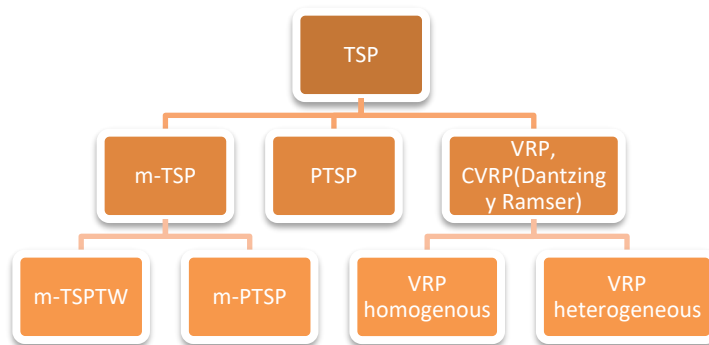 TSP
m-TSP
PTSP
VRP,
CVRP(Dantzing
y Ramser)
m-TSPTW
m-PTSP
VRP
homogenous
VRP
heterogeneous